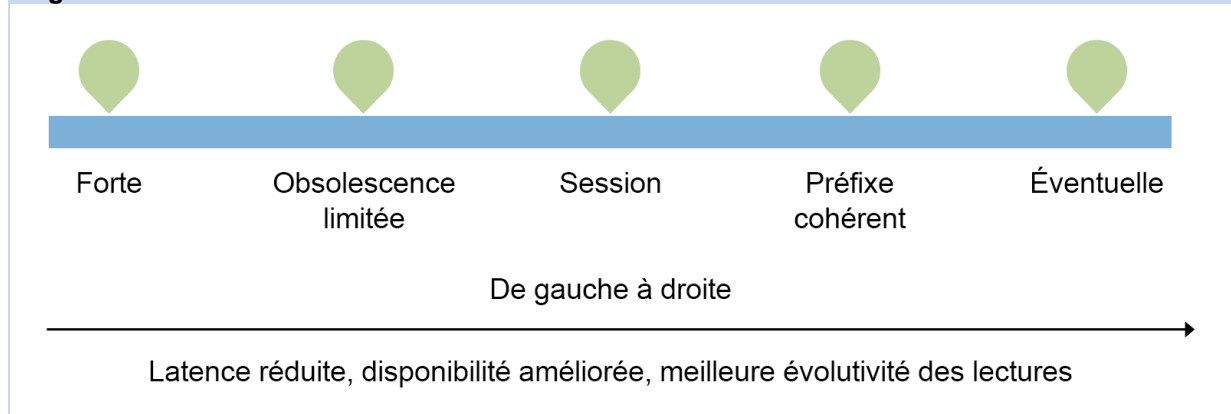 Forte
Obsolescence
limitée
Session
Préfixe
cohérent
Éventuelle
De gauche à droite
Latence réduite, disponibilité améliorée, meilleure évolutivité des lectures